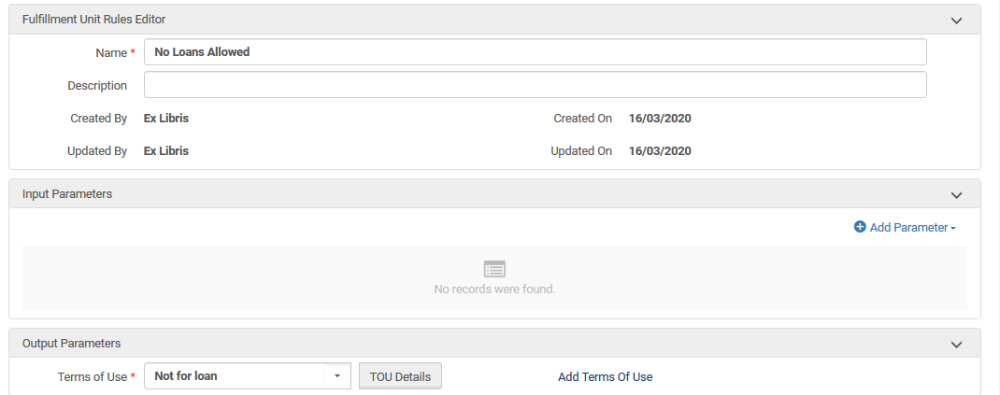 Fulfillment Unit Rules Editor
Name * No Loans Allowed
Description
Created By Ex Libris Created On 16/03/2020
Updated By Ex Libris Updated On 16/03/2020
Input Parameters
Add Parameter
No records were found.
Output Parameters
Terms of Use * Not for loan TOU Details Add Terms Of Use